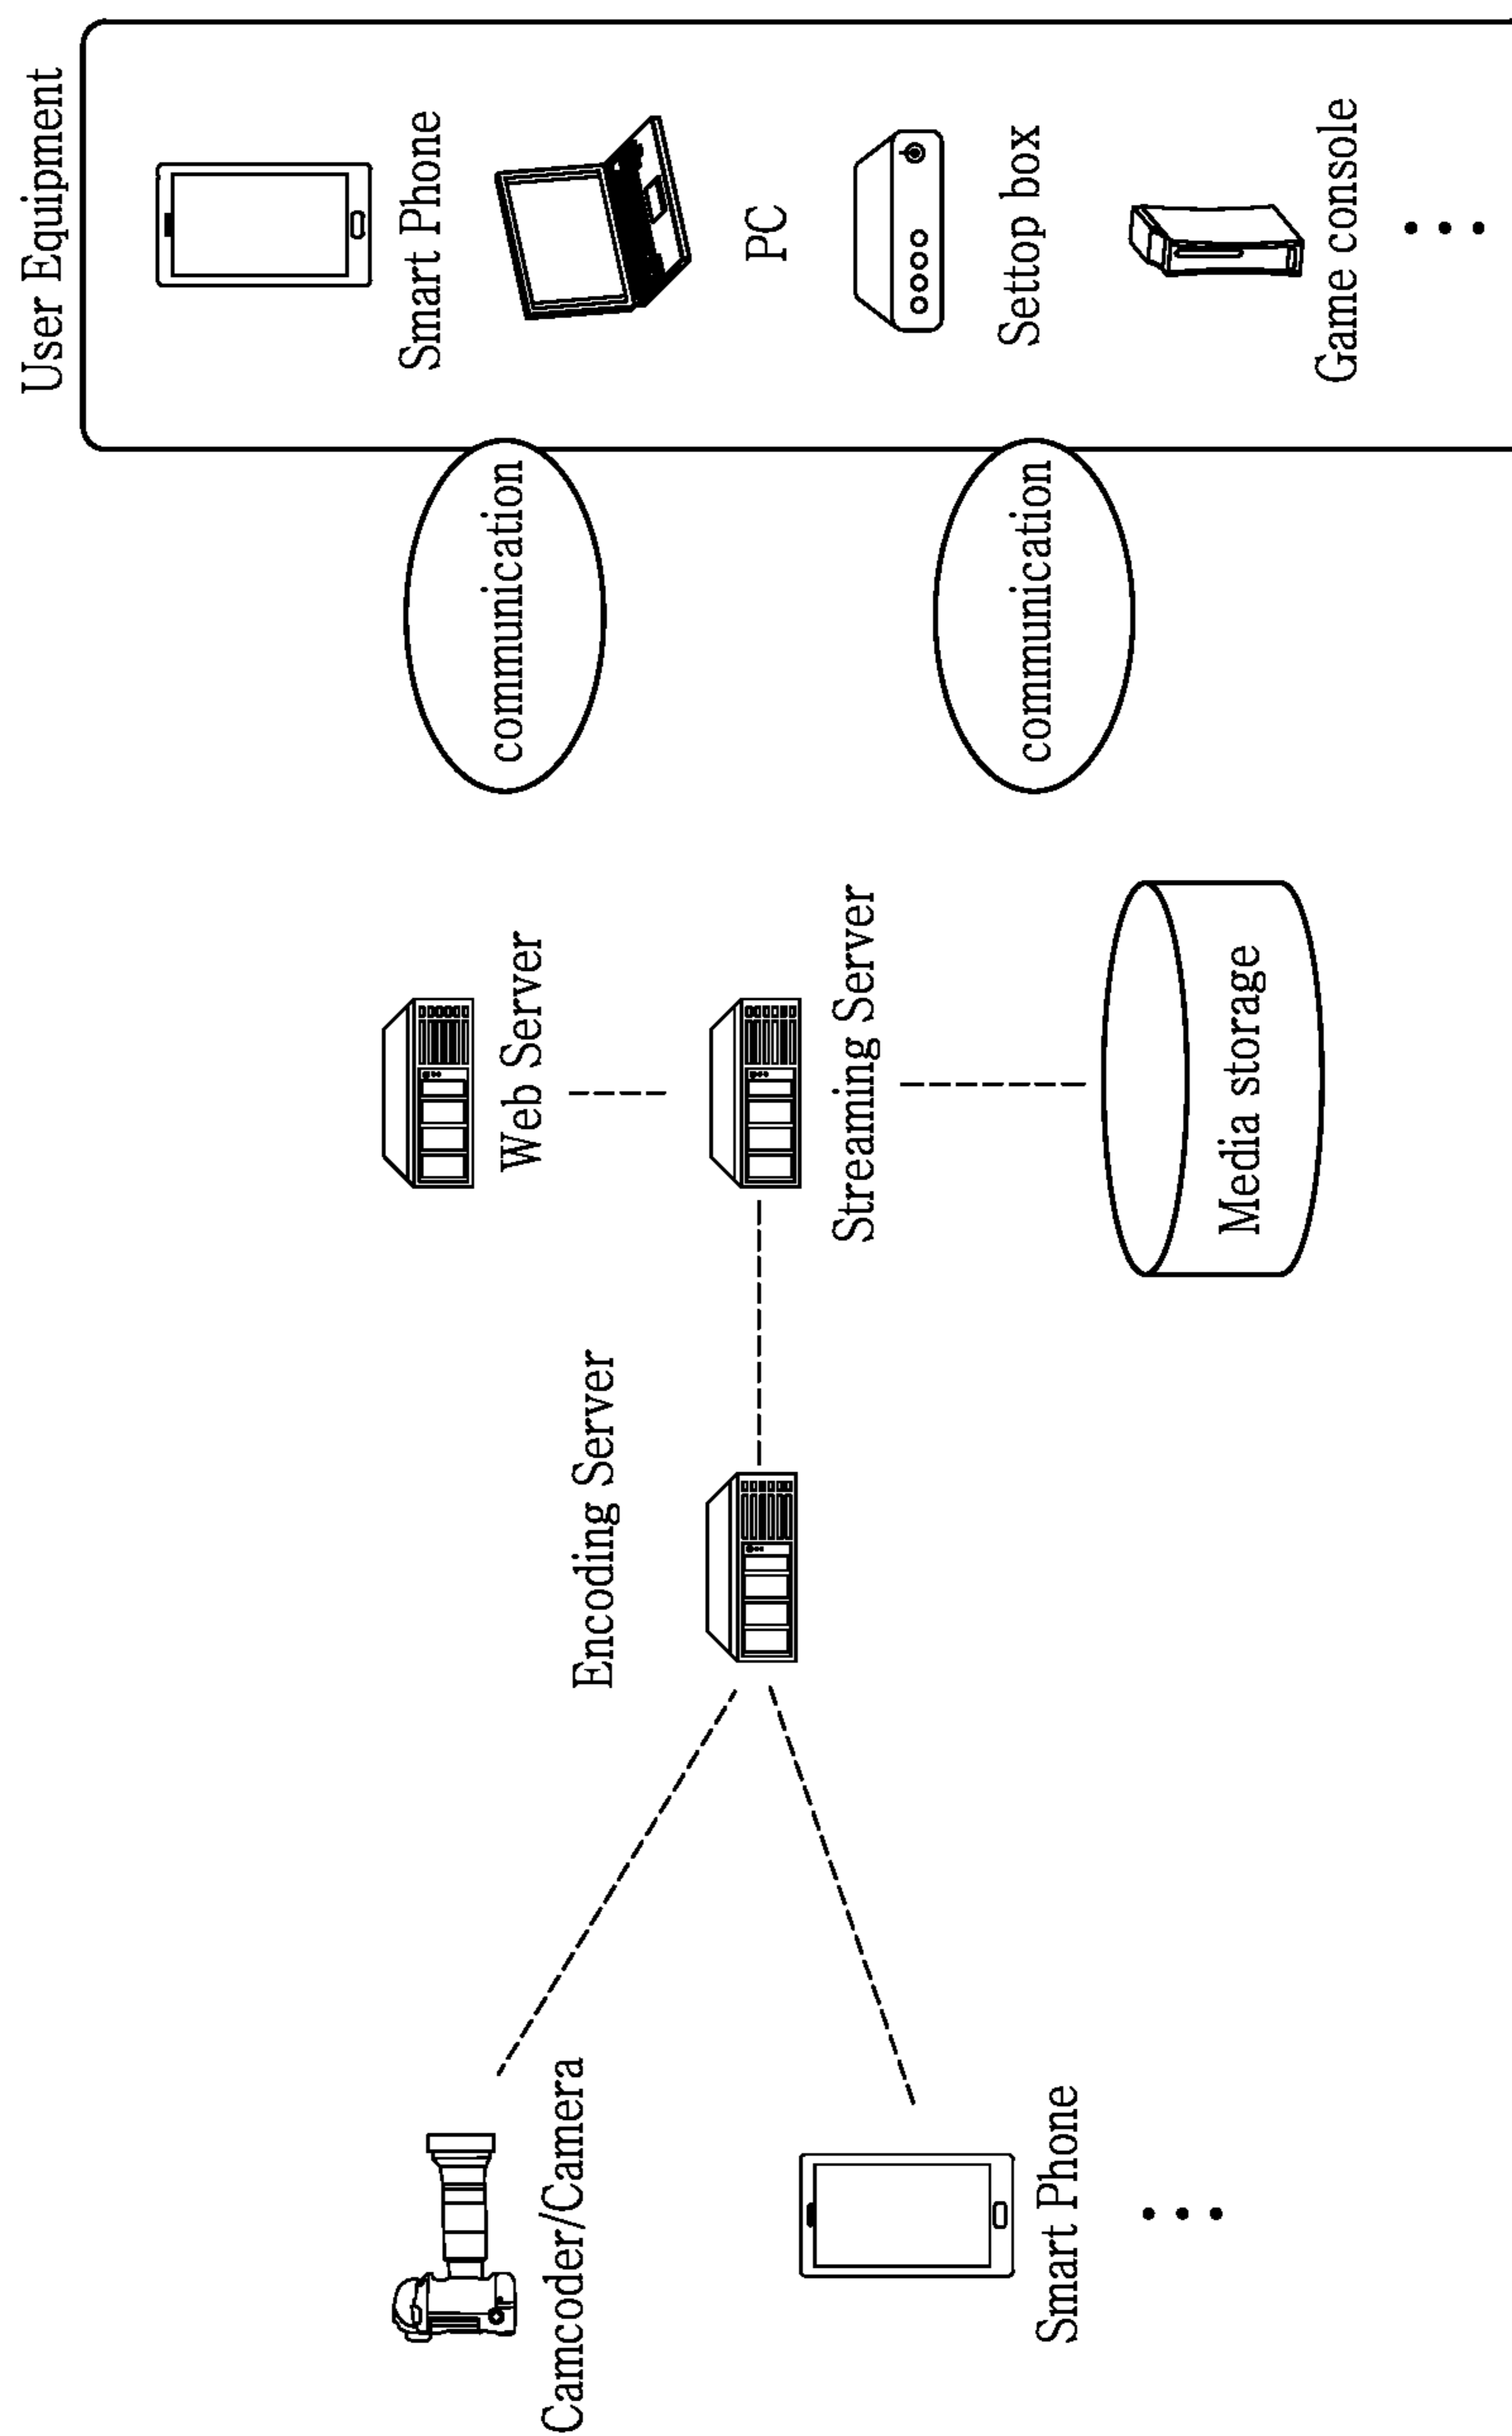 Camcoder/Camera
Smart Phone
Encoding Server
Web Server
Streaming Server
Media storage
communication
communication
User Equipment
Smart Phone
PC
Settop box
Game console